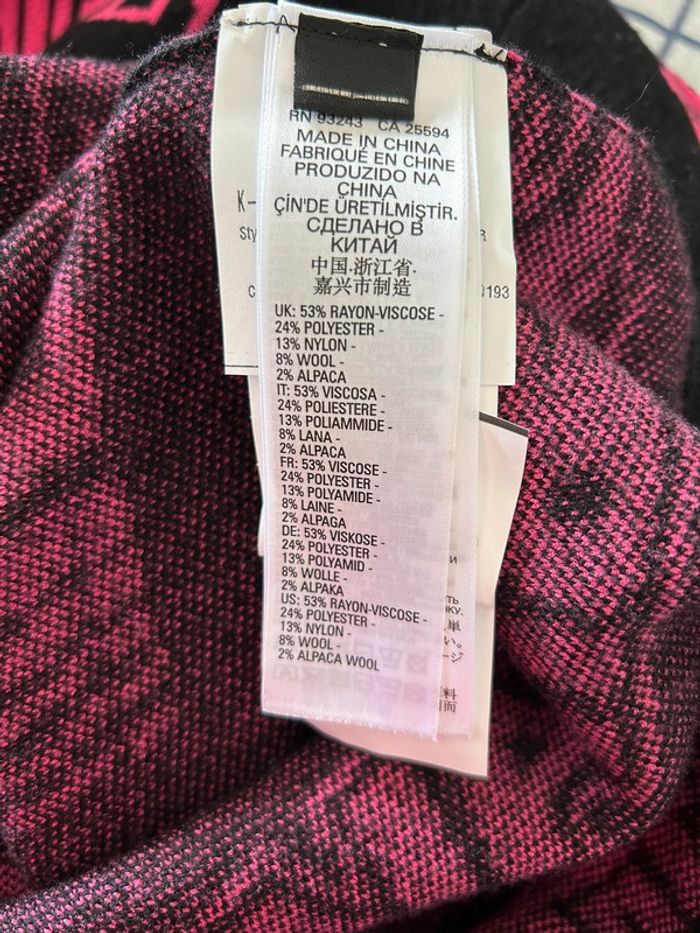 RN 93243 CA 25594
MADE IN CHINA
FABRIQUÉ EN CHINE
PRODUZIDO NA
CHINA
ÇİN'DE ÜRETİLMİŞTİR.
СДЕЛАНО В
КИТАЙ
中国·浙江省·
嘉兴市制造
UK: 53% RAYON-VISCOSE -
24% POLYESTER -
13% NYLON -
8% WOOL -
2% ALPACA
IT: 53% VISCOSA -
24% POLIESTERE -
13% POLIAMMIDE -
8% LANA -
2% ALPACA
FR: 53% VISCOSE -
24% POLYESTER -
13% POLYAMIDE -
8% LAINE -
2% ALPAGA
DE: 53% VISKOSE -
24% POLYESTER -
13% POLYAMID -
8% WOLLE -
2% ALPAKA
US: 53% RAYON-VISCOSE -
24% POLYESTER -
13% NYLON -
8% WOOL -
2% ALPACA WOOL